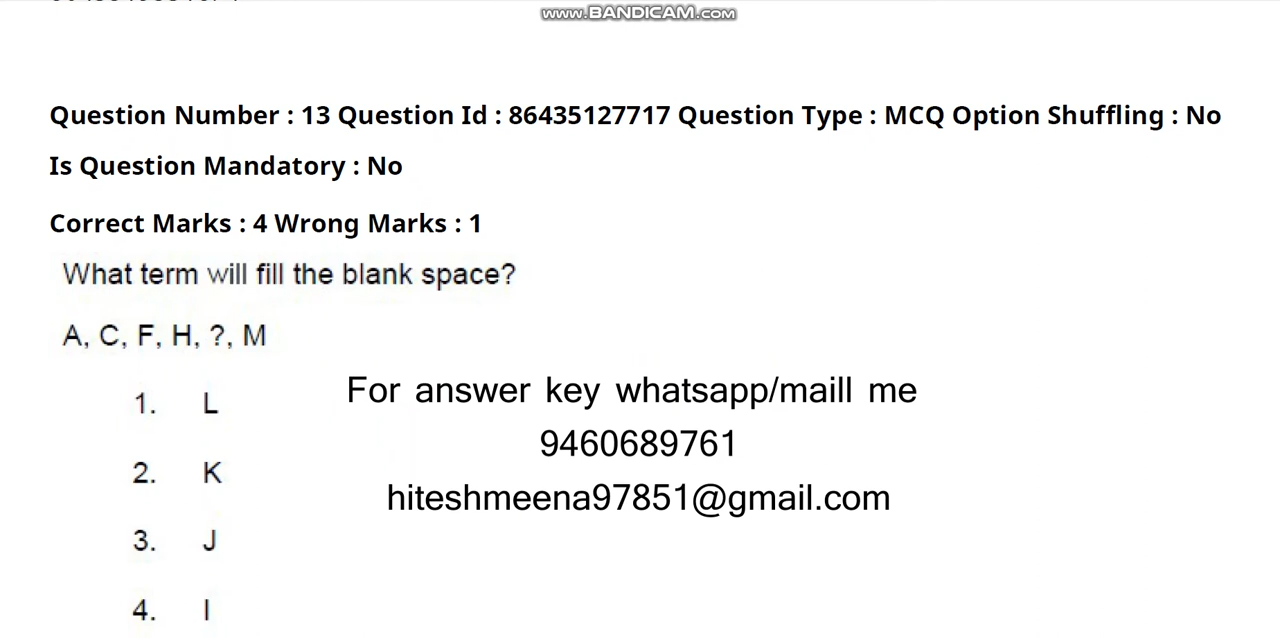 www.BANDICAM.com
Question Number : 13 Question Id : 86435127717 Question Type : MCQ Option Shuffling : No
Is Question Mandatory : No
Correct Marks : 4 Wrong Marks : 1
What term will fill the blank space?
A, C, F, H, ?, M
1. L
For answer key whatsapp/maill me
9460689761
2. K
hiteshmeena97851@gmail.com
3. J
4. I